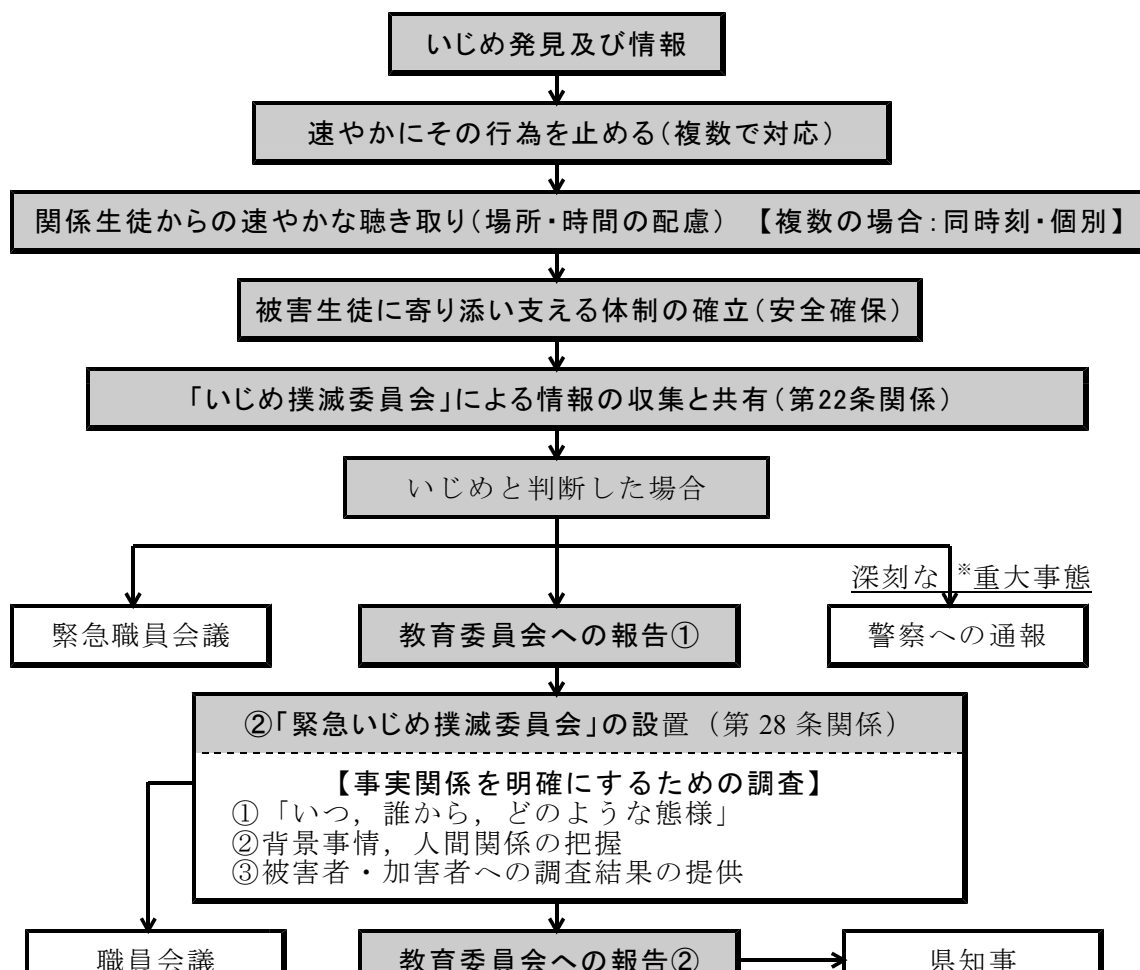 いじめ発見及び情報
速やかにその行為を止める(複数で対応)
関係生徒からの速やかな聴き取り(場所・時間の配慮) 【複数の場合:同時刻・個別】
被害生徒に寄り添い支える体制の確立(安全確保)
「いじめ撲滅委員会」による情報の収集と共有(第22条関係)
いじめと判断した場合
深刻な ※重大事態
緊急職員会議
教育委員会への報告①
警察への通報
②「緊急いじめ撲滅委員会」の設置(第 28 条関係)
【事実関係を明確にするための調査】
①「いつ，誰から，どのような態様」
②背景事情，人間関係の把握
③被害者・加害者への調査結果の提供
職員会議
教育委員会への報告②
県知事